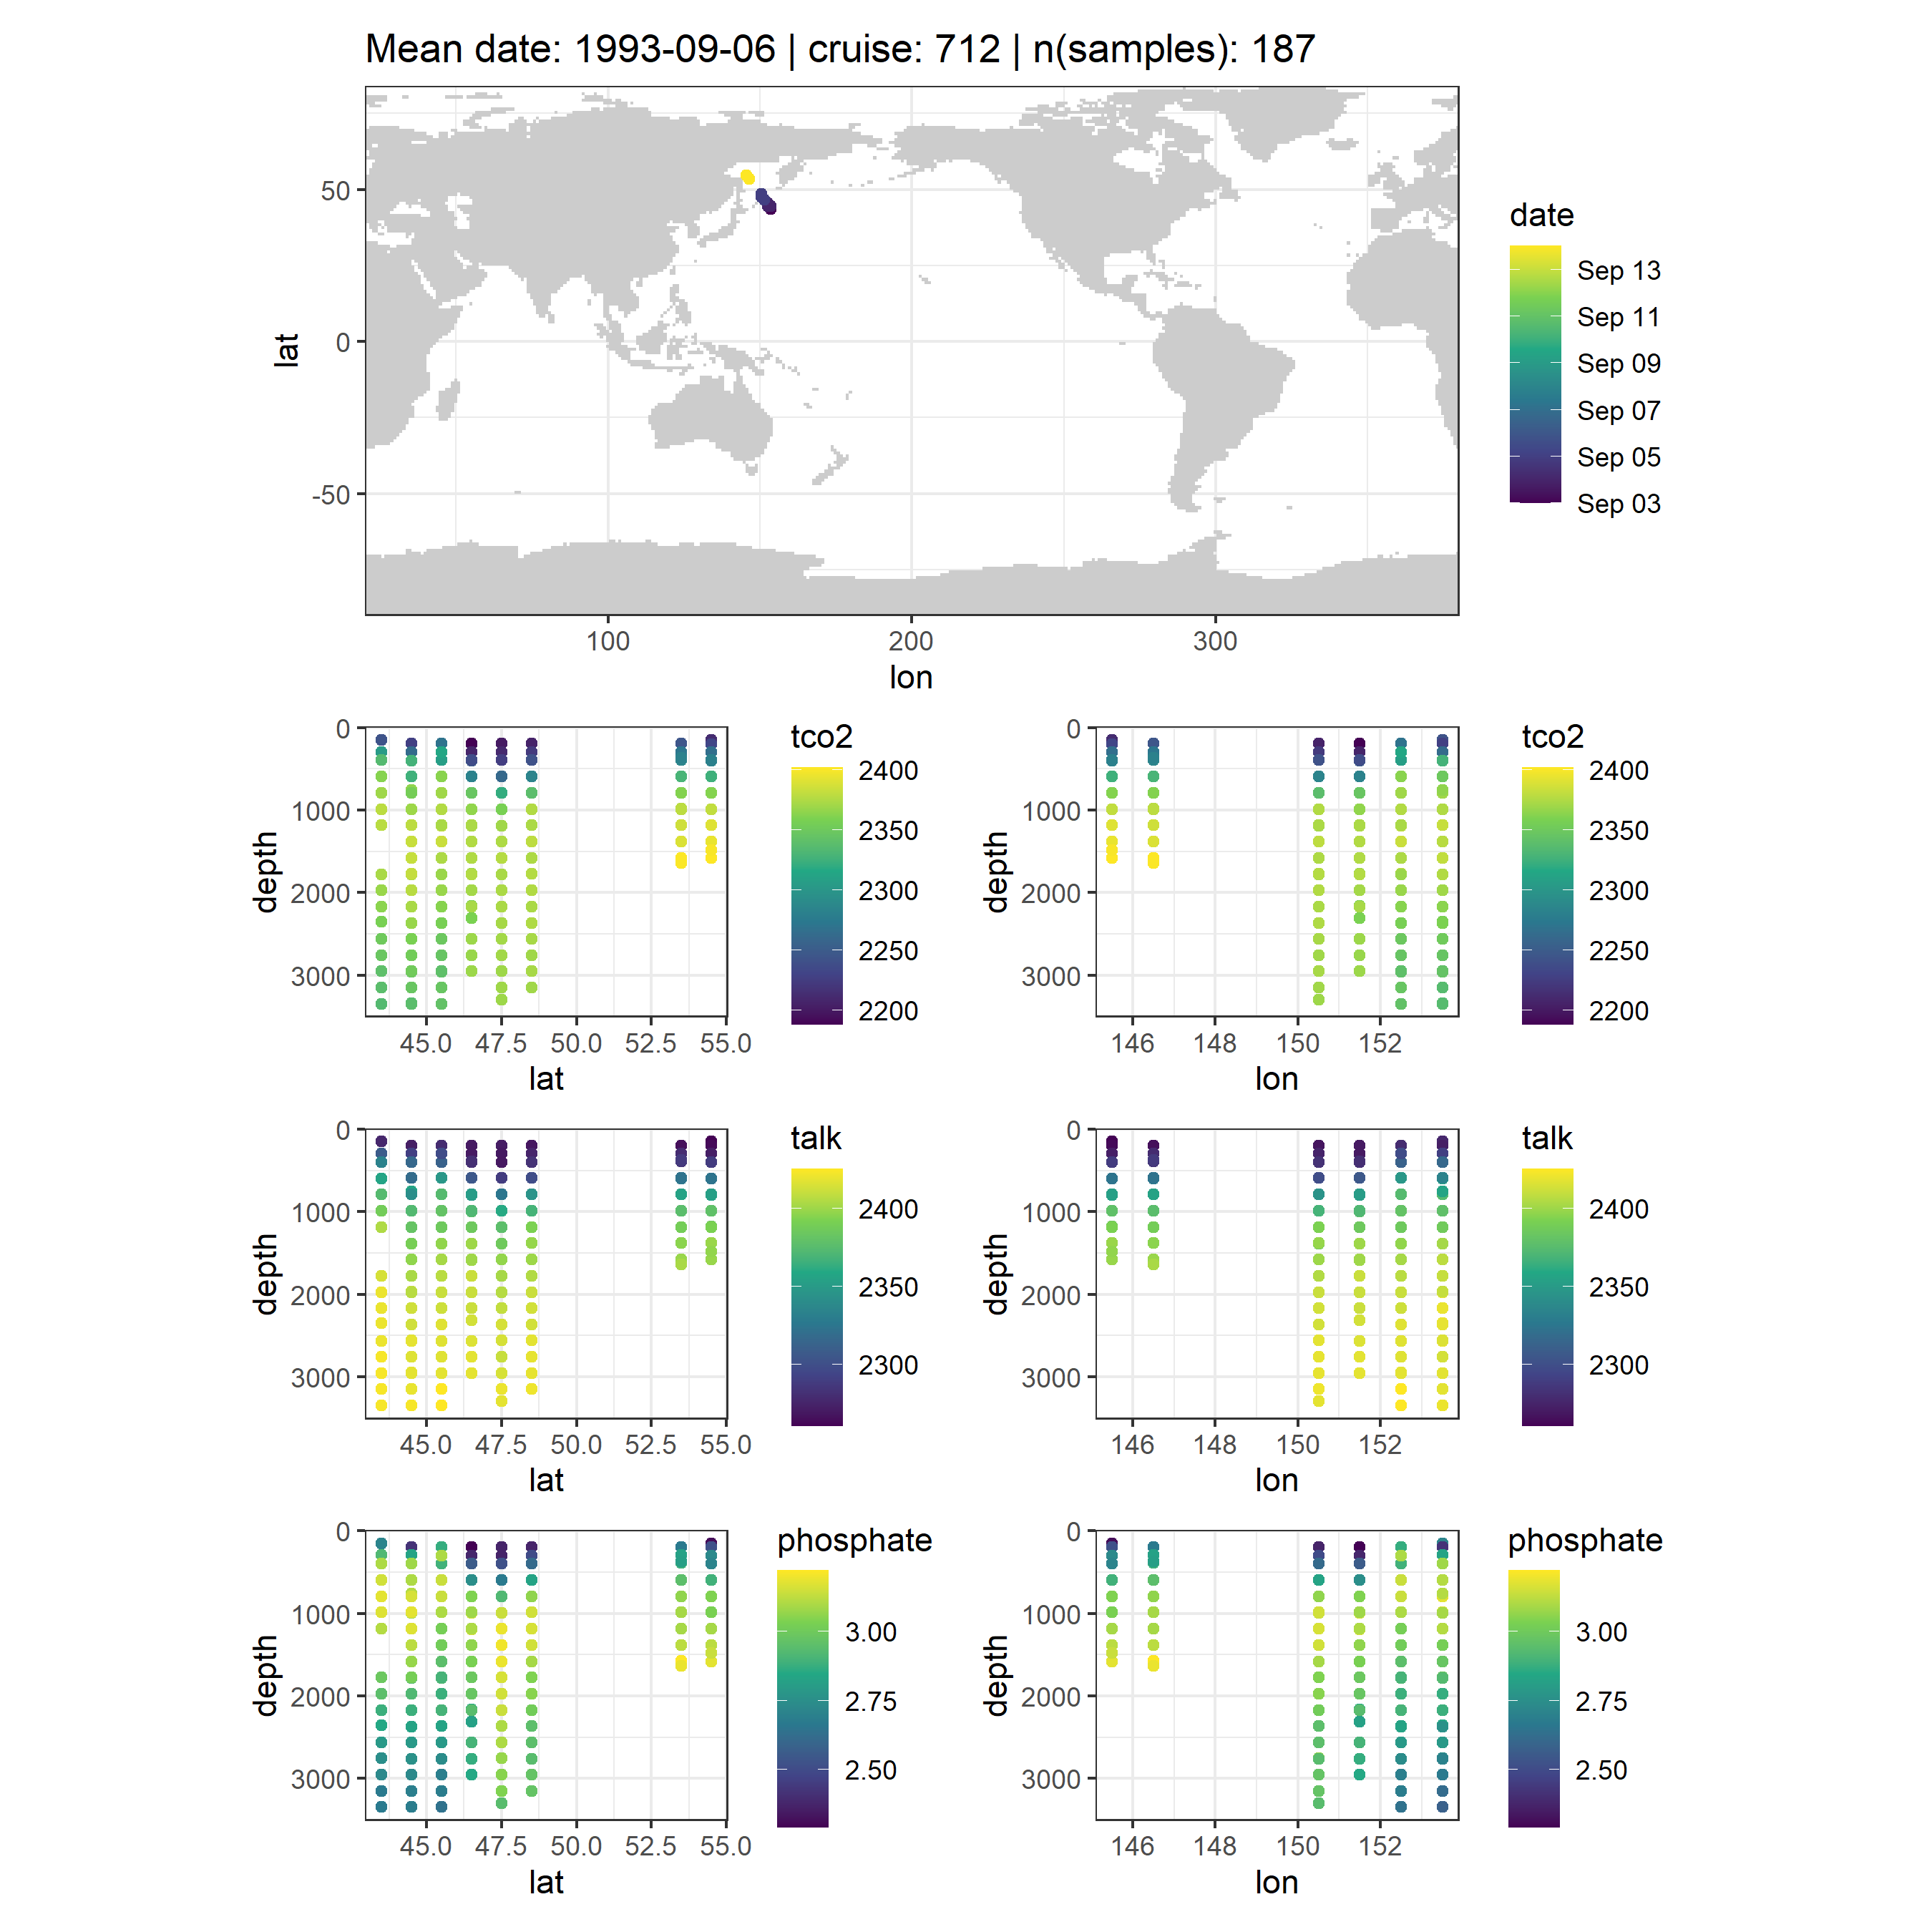 Mean date: 1993-09-06 | cruise: 712 | n(samples): 187
lat
50
0
-50
100 200 300
lon
date
Sep 13
Sep 11
Sep 09
Sep 07
Sep 05
Sep 03
depth
0
1000
2000
3000
45.0 47.5 50.0 52.5 55.0
lat
tco2
2400
2350
2300
2250
2200
depth
0
1000
2000
3000
146 148 150 152
lon
tco2
2400
2350
2300
2250
2200
depth
0
1000
2000
3000
45.0 47.5 50.0 52.5 55.0
lat
talk
2400
2350
2300
depth
0
1000
2000
3000
146 148 150 152
lon
talk
2400
2350
2300
depth
0
1000
2000
3000
45.0 47.5 50.0 52.5 55.0
lat
phosphate
3.00
2.75
2.50
depth
0
1000
2000
3000
146 148 150 152
lon
phosphate
3.00
2.75
2.50